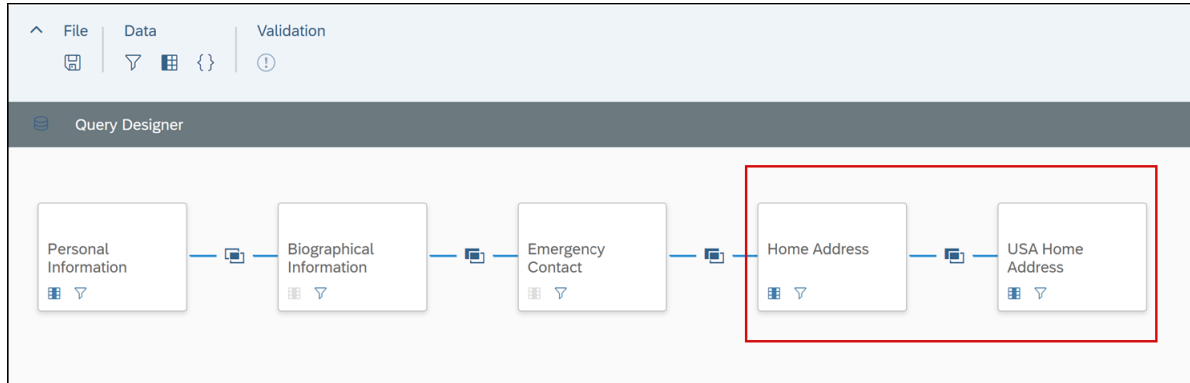 File
Data
Validation
Query Designer
Personal
Information
Biographical
Information
Emergency
Contact
Home Address
USA Home
Address